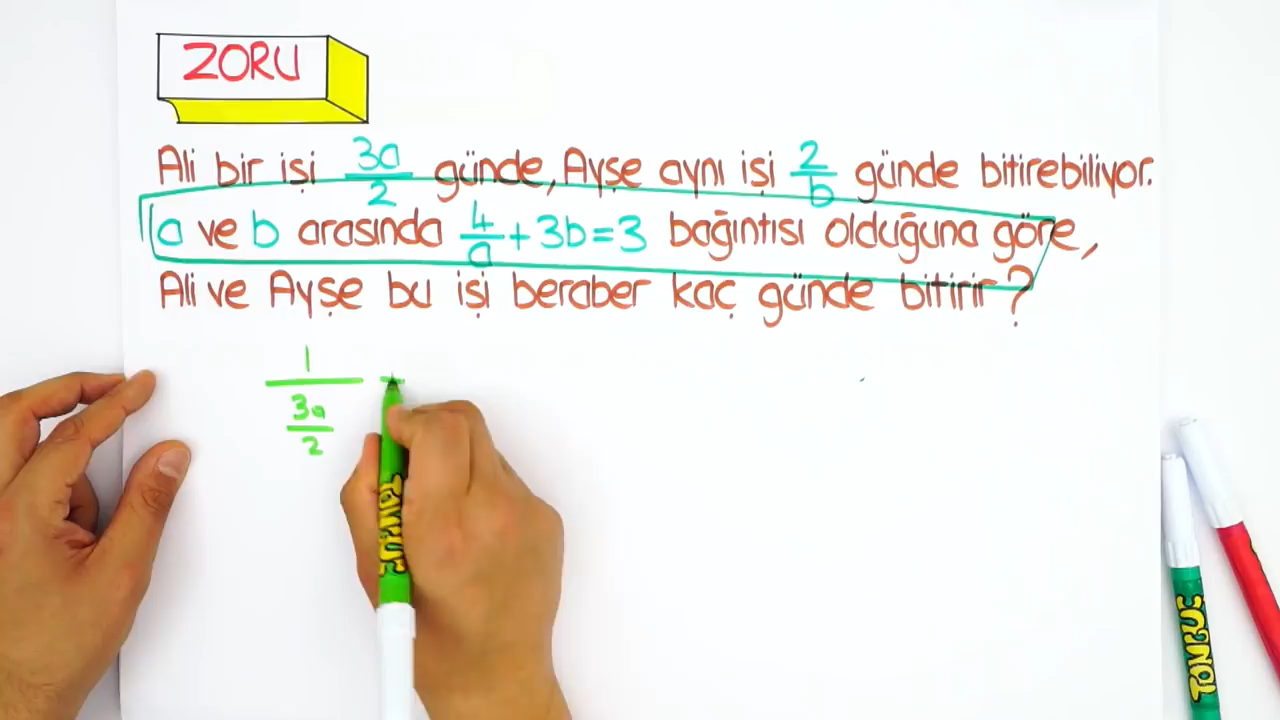 ZORU
Ali bir işi 3a/2 günde, Ayşe aynı işi 2/b günde bitirebiliyor.
a ve b arasında 4/a + 3b = 3 bağıntısı olduğuna göre,
Ali ve Ayşe bu işi beraber kaç günde bitirir?
1
3a
2
TONGUÇ
TONGUÇ